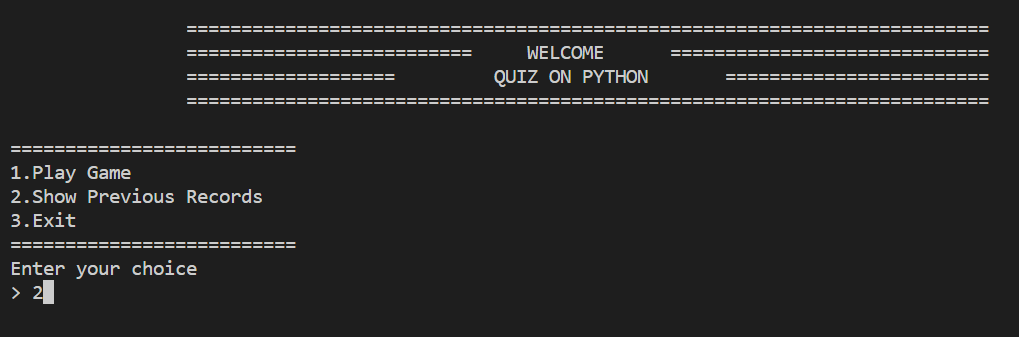 =========================================================================
==========================     WELCOME      =============================
===================         QUIZ ON PYTHON       ========================
=========================================================================
==========================
1.Play Game
2.Show Previous Records
3.Exit
==========================
Enter your choice
> 2